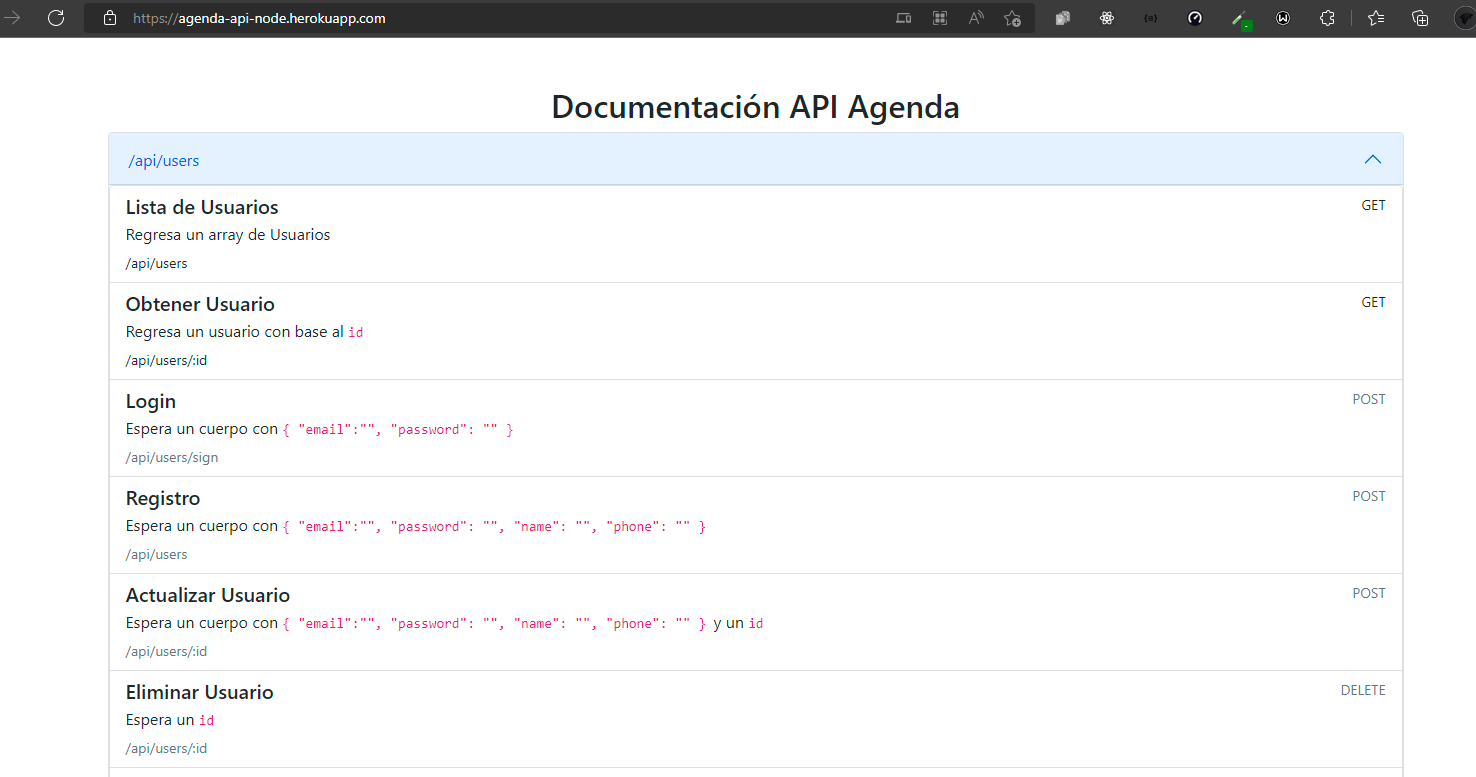 https://agenda-api-node.herokuapp.com
Documentación API Agenda
/api/users
Lista de Usuarios
GET
Regresa un array de Usuarios
/api/users
Obtener Usuario
GET
Regresa un usuario con base al id
/api/users/:id
Login
POST
Espera un cuerpo con { "email":"", "password": "" }
/api/users/sign
Registro
POST
Espera un cuerpo con { "email":"", "password": "", "name": "", "phone": "" }
/api/users
Actualizar Usuario
POST
Espera un cuerpo con { "email":"", "password": "", "name": "", "phone": "" } y un id
/api/users/:id
Eliminar Usuario
DELETE
Espera un id
/api/users/:id